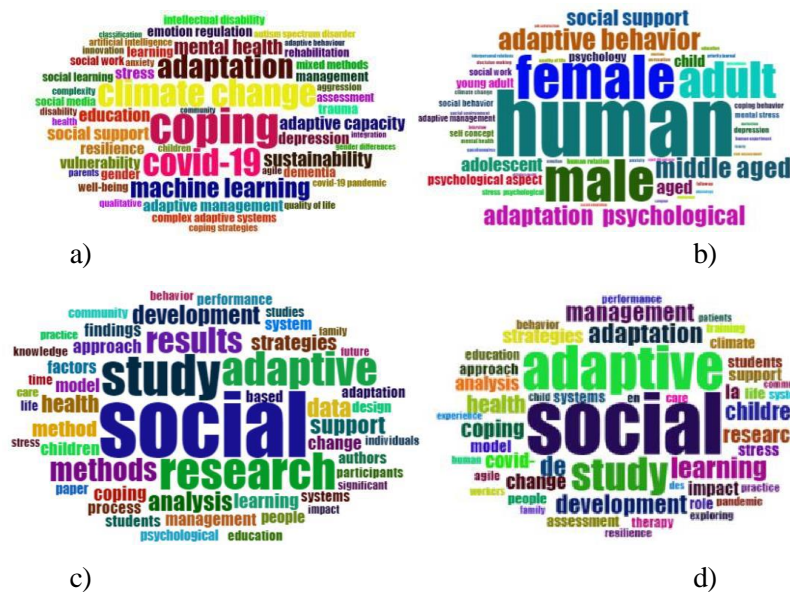 intellectual disability
classification emotion regulation autism spectrum disorder
artificial intelligence adaptive behaviour
innovation learning mental health rehabilitation
social work anxiety adaptation mixed methods
social learning stress management
complexity climate change aggression
social media assessment
disability education community trauma
health coping adaptive capacity
social support depression integration
resilience children gender differences
vulnerability covid-19 sustainability
parents gender agile dementia
well-being machine learning covid-19 pandemic
qualitative adaptive management quality of life
complex adaptive systems
coping strategies
a)
social support
adaptive behavior
psychology child
social work female adult
young adult
climate change
social behavior human coping behavior
adaptive management mental stress
self concept depression
mental health
adolescent human relation middle aged
psychological aspect male aged
stress psychological
adaptation psychological
b)
behavior performance
community development studies
practice findings results system family
knowledge approach strategies future
factors study adaptive
time model based adaptation
care
life health social data design
method support
stress children change individuals
methods research authors
participants
paper coping analysis learning systems significant
process impact
students management people
psychological education
c)
performance
management patients
behavior adaptation training
strategies climate
education adaptive students
approach support
analysis child systems en care la life
health social children
experience
coping research
model stress
human covid- de study learning
agile change des impact practice
workers people development role pandemic
family exploring
assessment therapy
resilience
d)